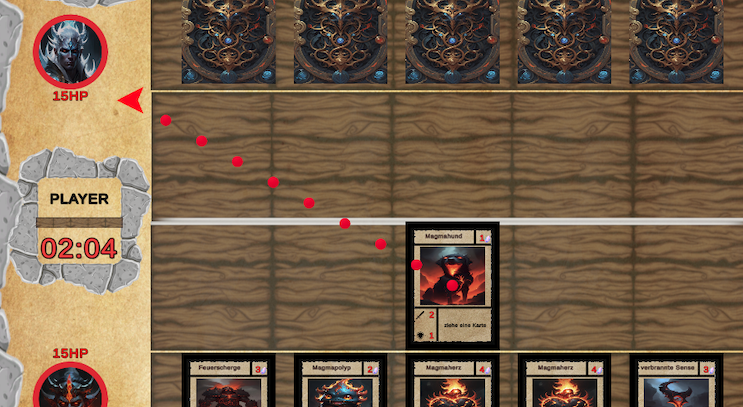 15HP
PLAYER
02:04
15HP
Magmahund 1
2
ziehe eine Karte
1
Feuerscherge 3
Magmapolyp 2
Magmaherz 4
Magmaherz 4
verbrannte Sense 3